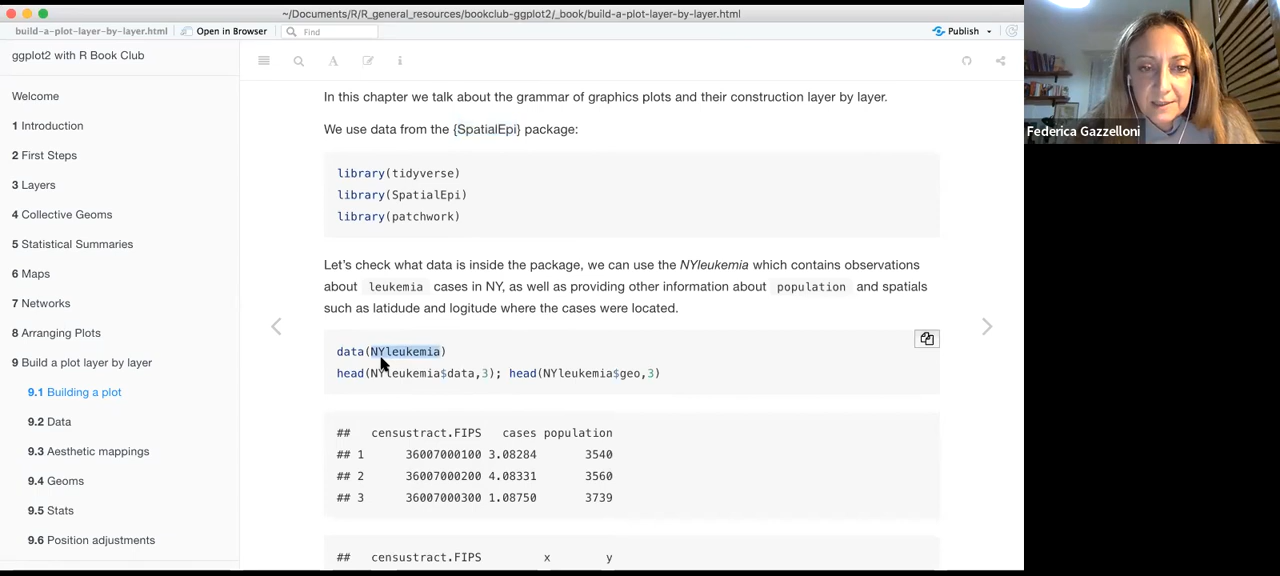 ~/Documents/R/R_general_resources/bookclub-ggplot2/_book/build-a-plot-layer-by-layer.html
build-a-plot-layer-by-layer.html
Open in Browser
Find
Publish
ggplot2 with R Book Club
Welcome
1 Introduction
2 First Steps
3 Layers
4 Collective Geoms
5 Statistical Summaries
6 Maps
7 Networks
8 Arranging Plots
9 Build a plot layer by layer
9.1 Building a plot
9.2 Data
9.3 Aesthetic mappings
9.4 Geoms
9.5 Stats
9.6 Position adjustments
In this chapter we talk about the grammar of graphics plots and their construction layer by layer.
We use data from the {SpatialEpi} package:
library(tidyverse)
library(SpatialEpi)
library(patchwork)
Let's check what data is inside the package, we can use the NYleukemia which contains observations
about leukemia cases in NY, as well as providing other information about population and spatials
such as latidude and logitude where the cases were located.
data(NYleukemia)
head(NYleukemia$data,3); head(NYleukemia$geo,3)
## censustract.FIPS cases population
## 1 36007000100 3.08284 3540
## 2 36007000200 4.08331 3560
## 3 36007000300 1.08750 3739
## censustract.FIPS x y
Federica Gazzelloni